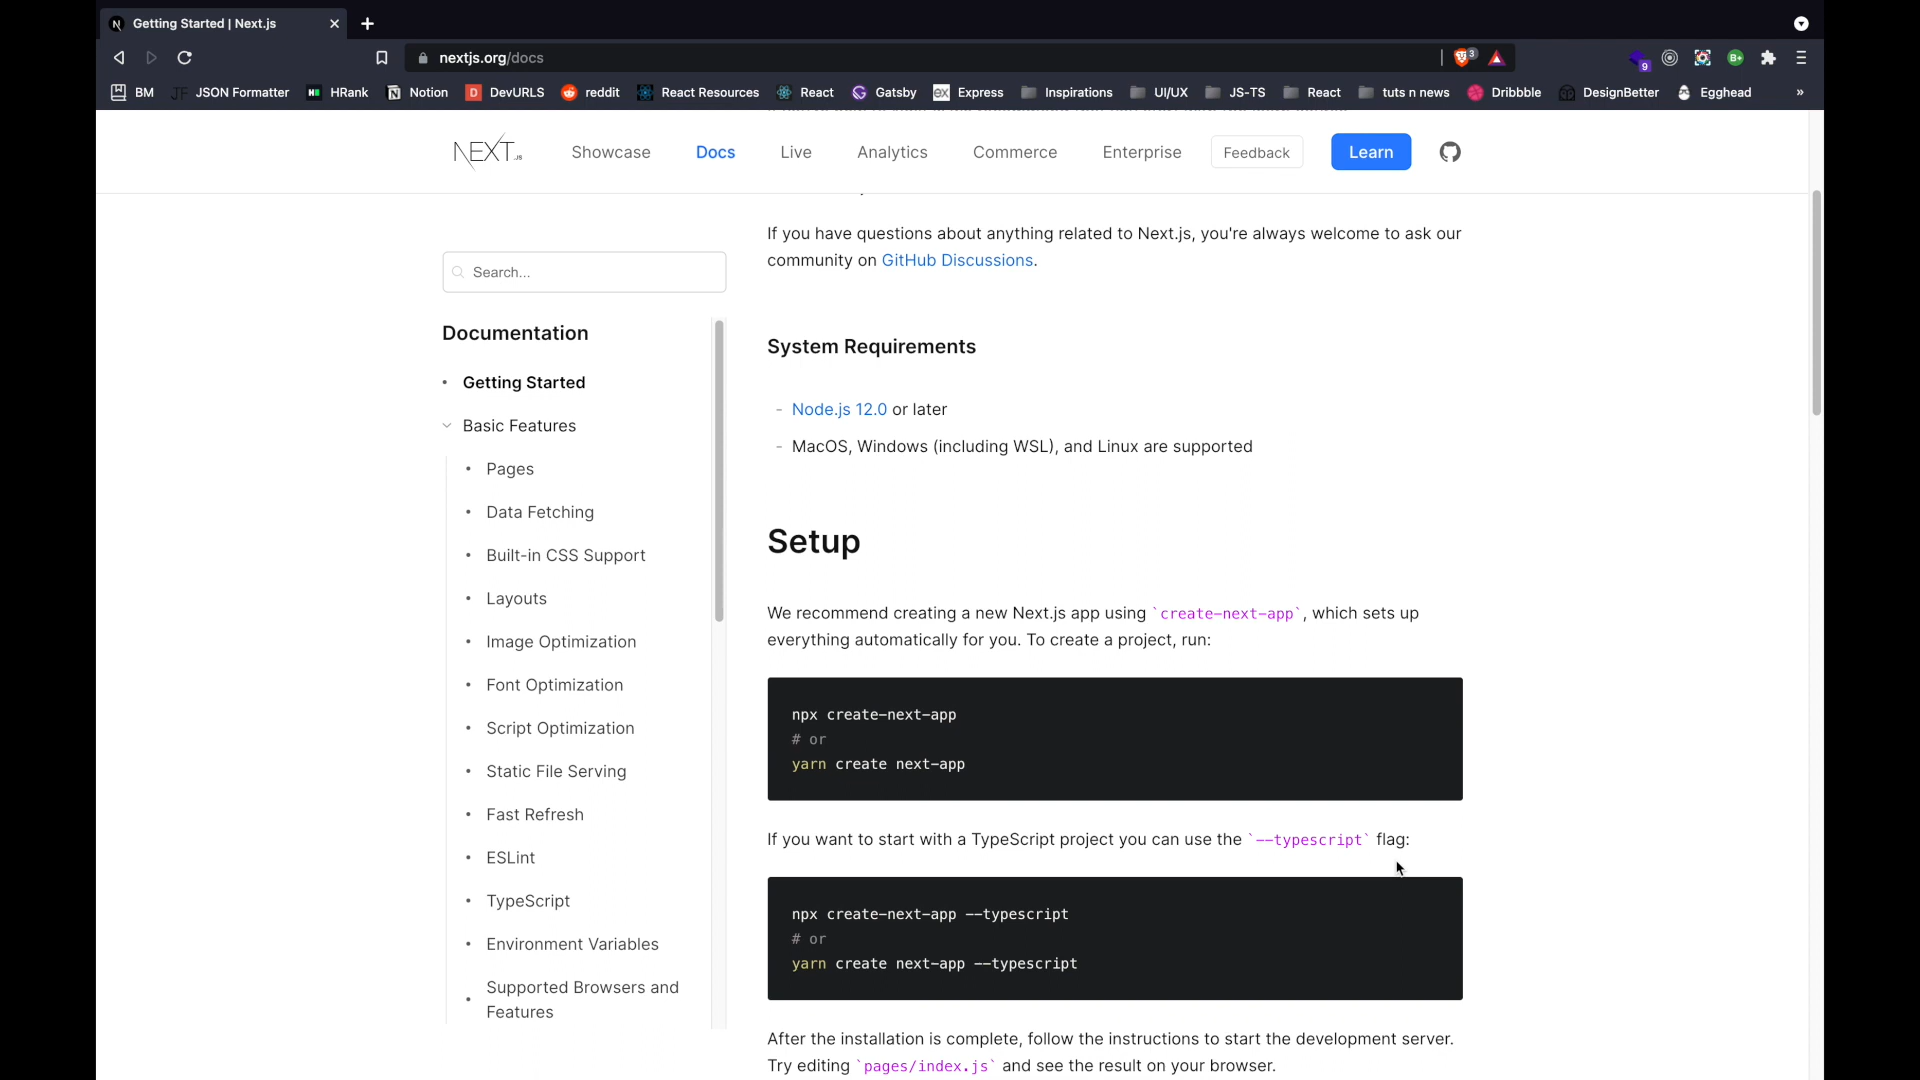 Getting Started | Next.js
nextjs.org/docs
3
9
B+
BM
JF JSON Formatter
HRank
Notion
D DevURLS
reddit
React Resources
React
Gatsby
ex Express
Inspirations
UI/UX
JS-TS
React
tuts n news
Dribbble
DesignBetter
Egghead
»
NEXT.JS
Showcase
Docs
Live
Analytics
Commerce
Enterprise
Feedback
Learn
Search...
Documentation
Getting Started
Basic Features
Pages
Data Fetching
Built-in CSS Support
Layouts
Image Optimization
Font Optimization
Script Optimization
Static File Serving
Fast Refresh
ESLint
TypeScript
Environment Variables
Supported Browsers and
Features
If you have questions about anything related to Next.js, you're always welcome to ask our
community on GitHub Discussions.
System Requirements
- Node.js 12.0 or later
- MacOS, Windows (including WSL), and Linux are supported
Setup
We recommend creating a new Next.js app using `create-next-app`, which sets up
everything automatically for you. To create a project, run:
npx create-next-app
# or
yarn create next-app
If you want to start with a TypeScript project you can use the `--typescript` flag:
npx create-next-app --typescript
# or
yarn create next-app --typescript
After the installation is complete, follow the instructions to start the development server.
Try editing `pages/index.js` and see the result on your browser.